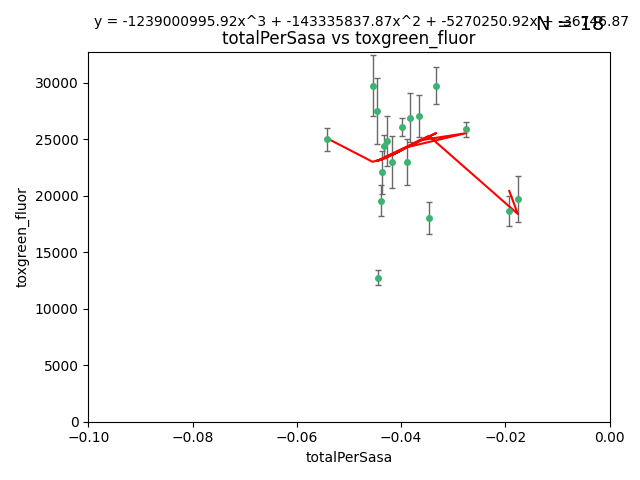 y = -1239000995.92x^3 + -143335837.87x^2 + -5270250.92x + -36746.87
N = 18
totalPerSasa vs toxgreen_fluor
30000
25000
20000
15000
10000
5000
0
toxgreen_fluor
−0.10 −0.08 −0.06 −0.04 −0.02 0.00
totalPerSasa